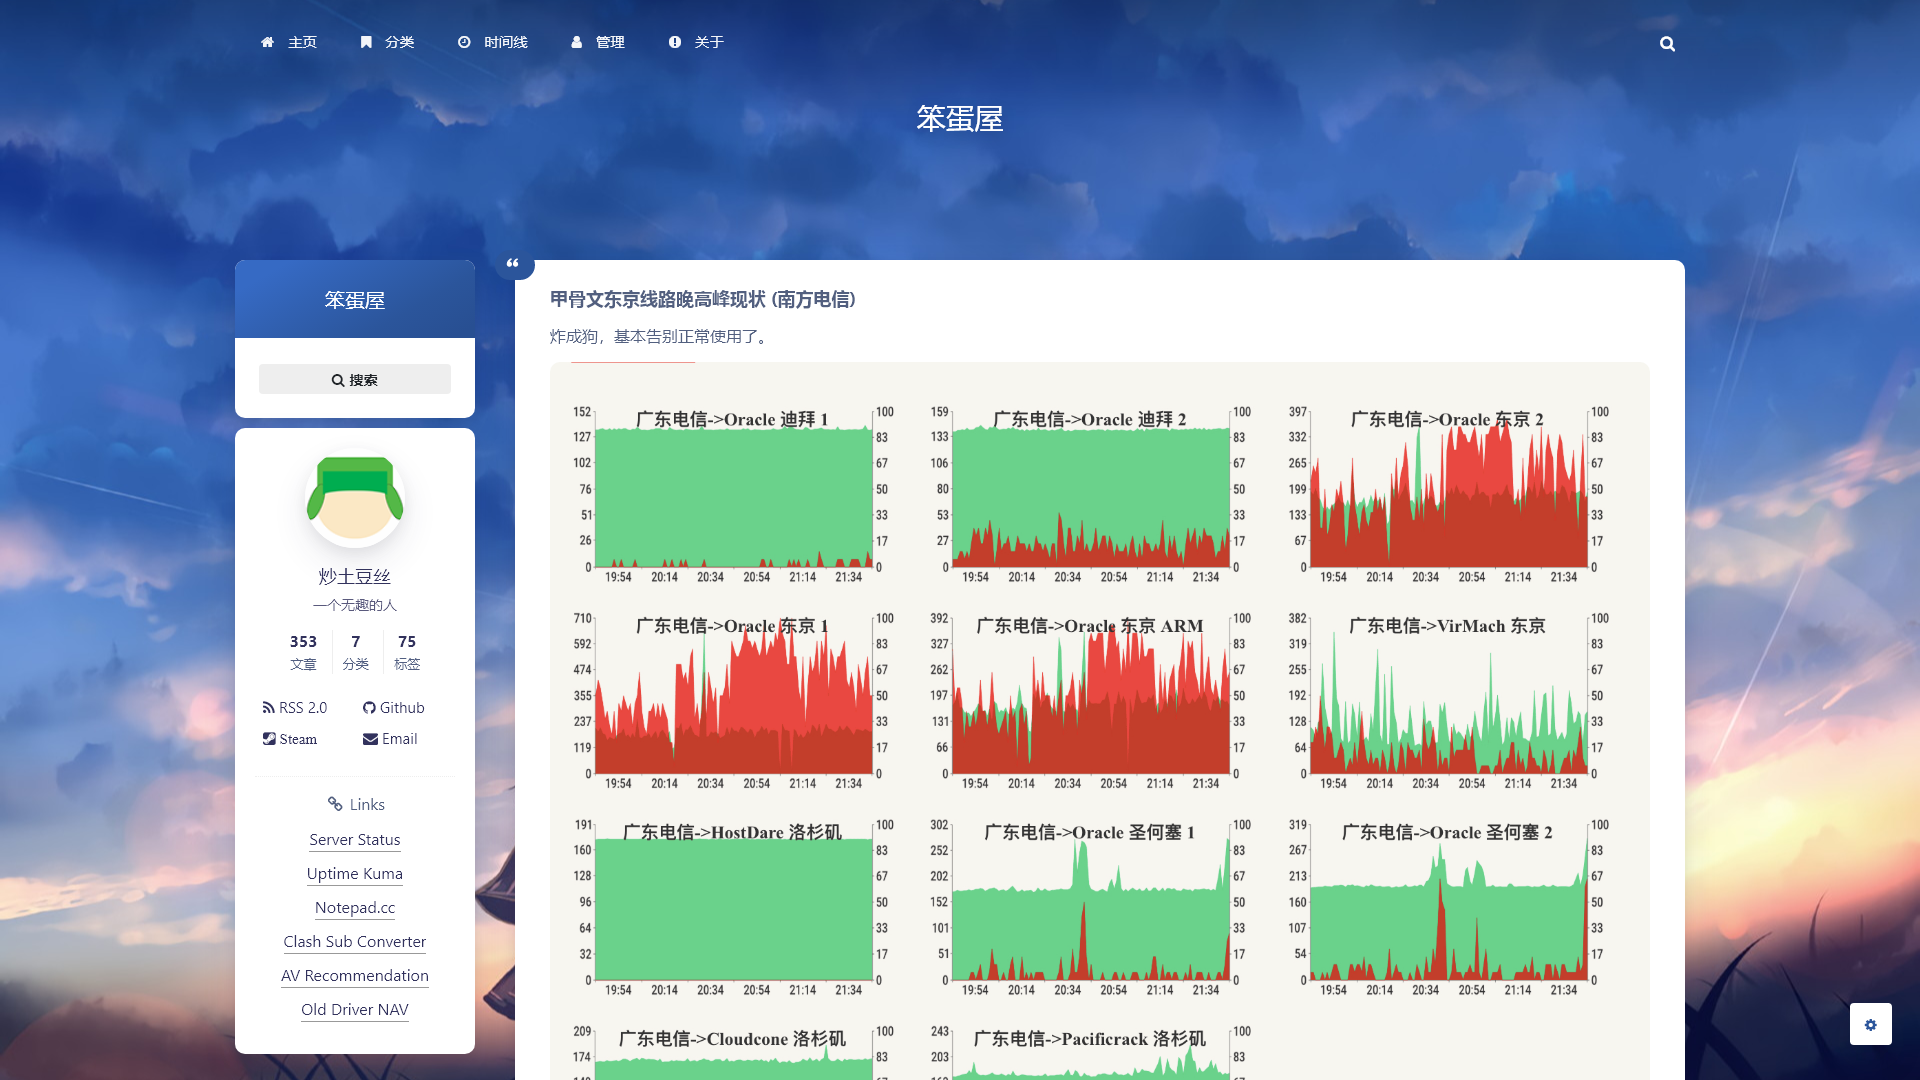 主页 分类 时间线 管理 关于
笨蛋屋
笨蛋屋
搜索
炒土豆丝
一个无趣的人
353 7 75
文章 分类 标签
RSS 2.0 Github
Steam Email
Links
Server Status
Uptime Kuma
Notepad.cc
Clash Sub Converter
AV Recommendation
Old Driver NAV
甲骨文东京线路晚高峰现状 (南方电信)
炸成狗，基本告别正常使用了。
广东电信->Oracle 迪拜 1
152 127 102 76 51 26 0
100 83 67 50 33 17 0
19:54 20:14 20:34 20:54 21:14 21:34
广东电信->Oracle 迪拜 2
159 133 106 80 53 27 0
100 83 67 50 33 17 0
19:54 20:14 20:34 20:54 21:14 21:34
广东电信->Oracle 东京 2
397 332 265 199 133 67 0
100 83 67 50 33 17 0
19:54 20:14 20:34 20:54 21:14 21:34
广东电信->Oracle 东京 1
710 592 474 355 237 119 0
100 83 67 50 33 17 0
19:54 20:14 20:34 20:54 21:14 21:34
广东电信->Oracle 东京 ARM
392 327 262 197 131 66 0
100 83 67 50 33 17 0
19:54 20:14 20:34 20:54 21:14 21:34
广东电信->VirMach 东京
382 319 255 192 128 64 0
100 83 67 50 33 17 0
19:54 20:14 20:34 20:54 21:14 21:34
广东电信->HostDare 洛杉矶
191 160 128 96 64 32 0
100 83 67 50 33 17 0
19:54 20:14 20:34 20:54 21:14 21:34
广东电信->Oracle 圣何塞 1
302 252 202 152 101 51 0
100 83 67 50 33 17 0
19:54 20:14 20:34 20:54 21:14 21:34
广东电信->Oracle 圣何塞 2
319 267 213 160 107 54 0
100 83 67 50 33 17 0
19:54 20:14 20:34 20:54 21:14 21:34
广东电信->Cloudcone 洛杉矶
209 174
100 83
广东电信->Pacificrack 洛杉矶
243 203
100 83